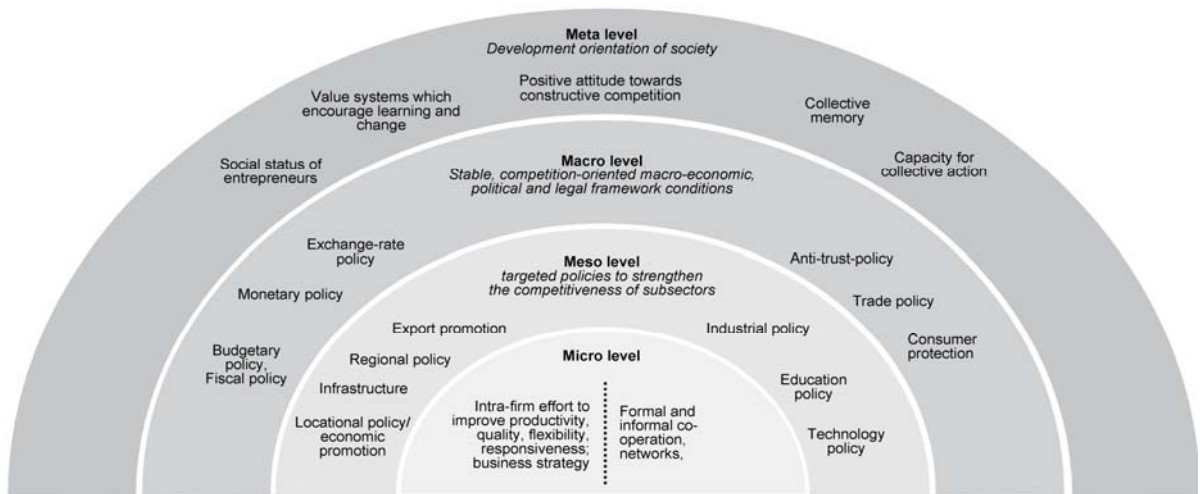 Meta level
Development orientation of society
Positive attitude towards
constructive competition
Value systems which
encourage learning and
change
Social status of
entrepreneurs
Collective
memory
Capacity for
collective action
Macro level
Stable, competition-oriented macro-economic,
political and legal framework conditions
Exchange-rate
policy
Monetary policy
Budgetary
policy,
Fiscal policy
Anti-trust-policy
Trade policy
Consumer
protection
Meso level
targeted policies to strengthen
the competitiveness of subsectors
Export promotion
Regional policy
Infrastructure
Locational policy/
economic
promotion
Industrial policy
Education
policy
Technology
policy
Micro level
Intra-firm effort to
improve productivity,
quality, flexibility,
responsiveness;
business strategy
Formal and
informal co-
operation,
networks,